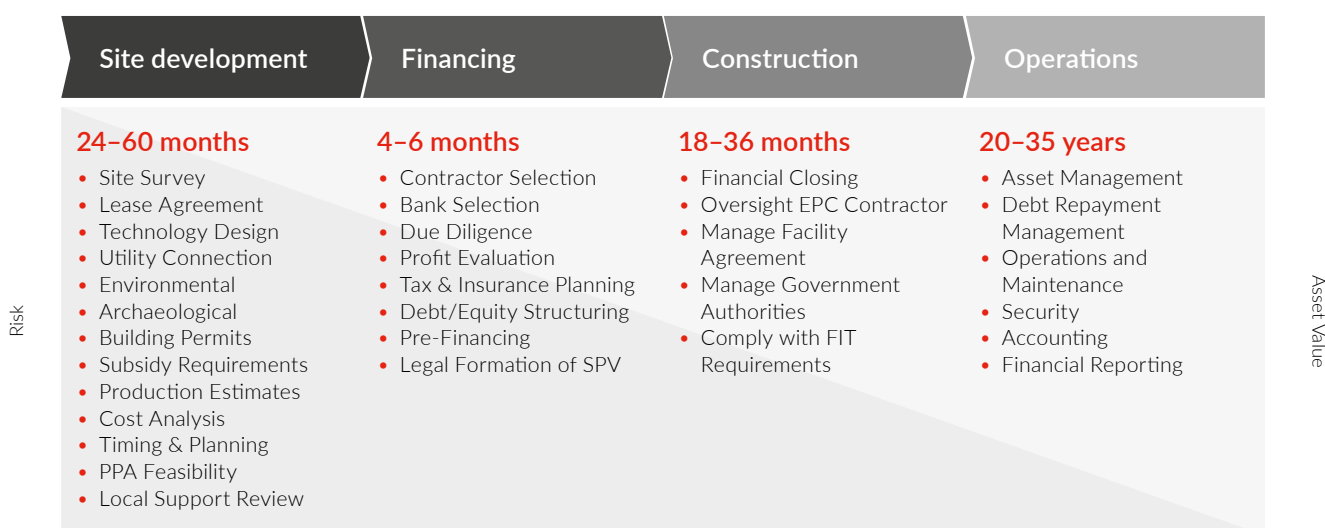 Site development
Financing
Construction
Operations
24–60 months
• Site Survey
• Lease Agreement
• Technology Design
• Utility Connection
• Environmental
• Archaeological
• Building Permits
• Subsidy Requirements
• Production Estimates
• Cost Analysis
• Timing & Planning
• PPA Feasibility
• Local Support Review
4–6 months
• Contractor Selection
• Bank Selection
• Due Diligence
• Profit Evaluation
• Tax & Insurance Planning
• Debt/Equity Structuring
• Pre-Financing
• Legal Formation of SPV
18–36 months
• Financial Closing
• Oversight EPC Contractor
• Manage Facility
Agreement
• Manage Government
Authorities
• Comply with FIT
Requirements
20–35 years
• Asset Management
• Debt Repayment
Management
• Operations and
Maintenance
• Security
• Accounting
• Financial Reporting
Risk
Asset Value